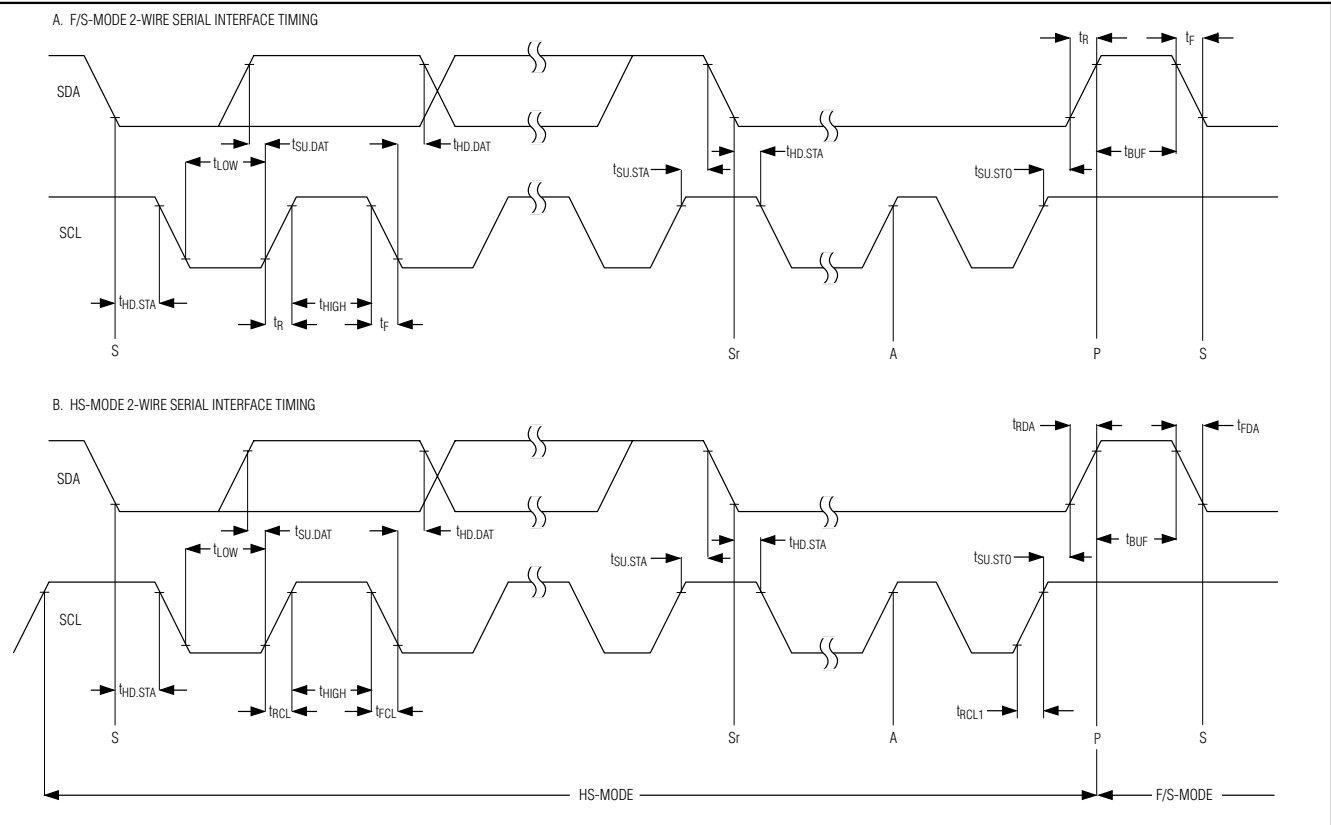 A. F/S-MODE 2-WIRE SERIAL INTERFACE TIMING
tR
tF
SDA
tSU.DAT
tHD.DAT
tLOW
tSU.STA
tHD.STA
tSU.STO
tBUF
SCL
tHD.STA
tR
tHIGH
tF
S
Sr
A
P
S
B. HS-MODE 2-WIRE SERIAL INTERFACE TIMING
tRDA
tFDA
SDA
tSU.DAT
tHD.DAT
tLOW
tSU.STA
tHD.STA
tSU.STO
tBUF
SCL
tHD.STA
tRCL
tHIGH
tFCL
tRCL1
S
Sr
A
P
S
HS-MODE
F/S-MODE